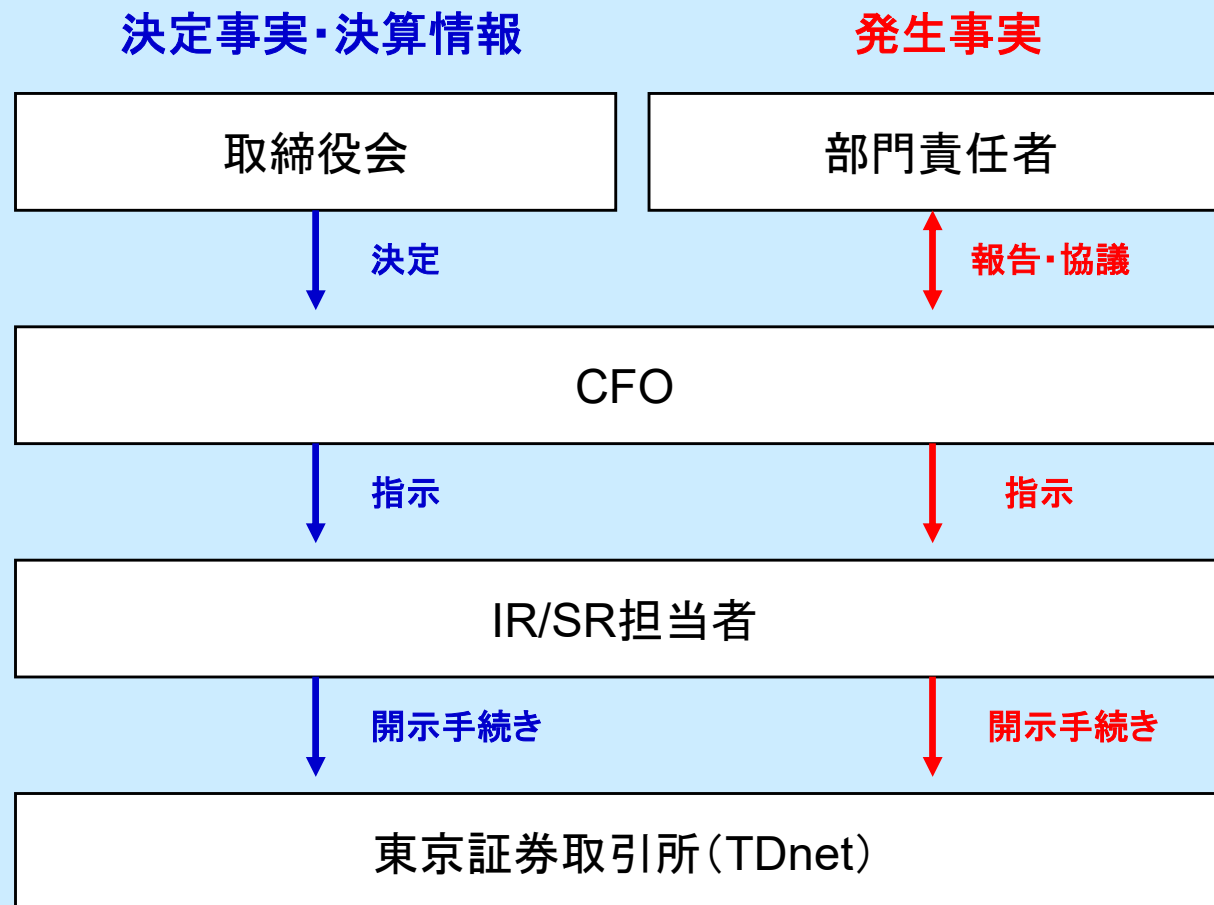 決定事実・決算情報
発生事実
取締役会
部門責任者
決定
報告・協議
CFO
指示
指示
IR/SR担当者
開示手続き
開示手続き
東京証券取引所（TDnet）